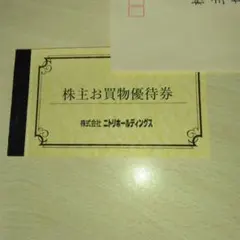 株主お買物優待券
株式会社 ニトリホールディングス